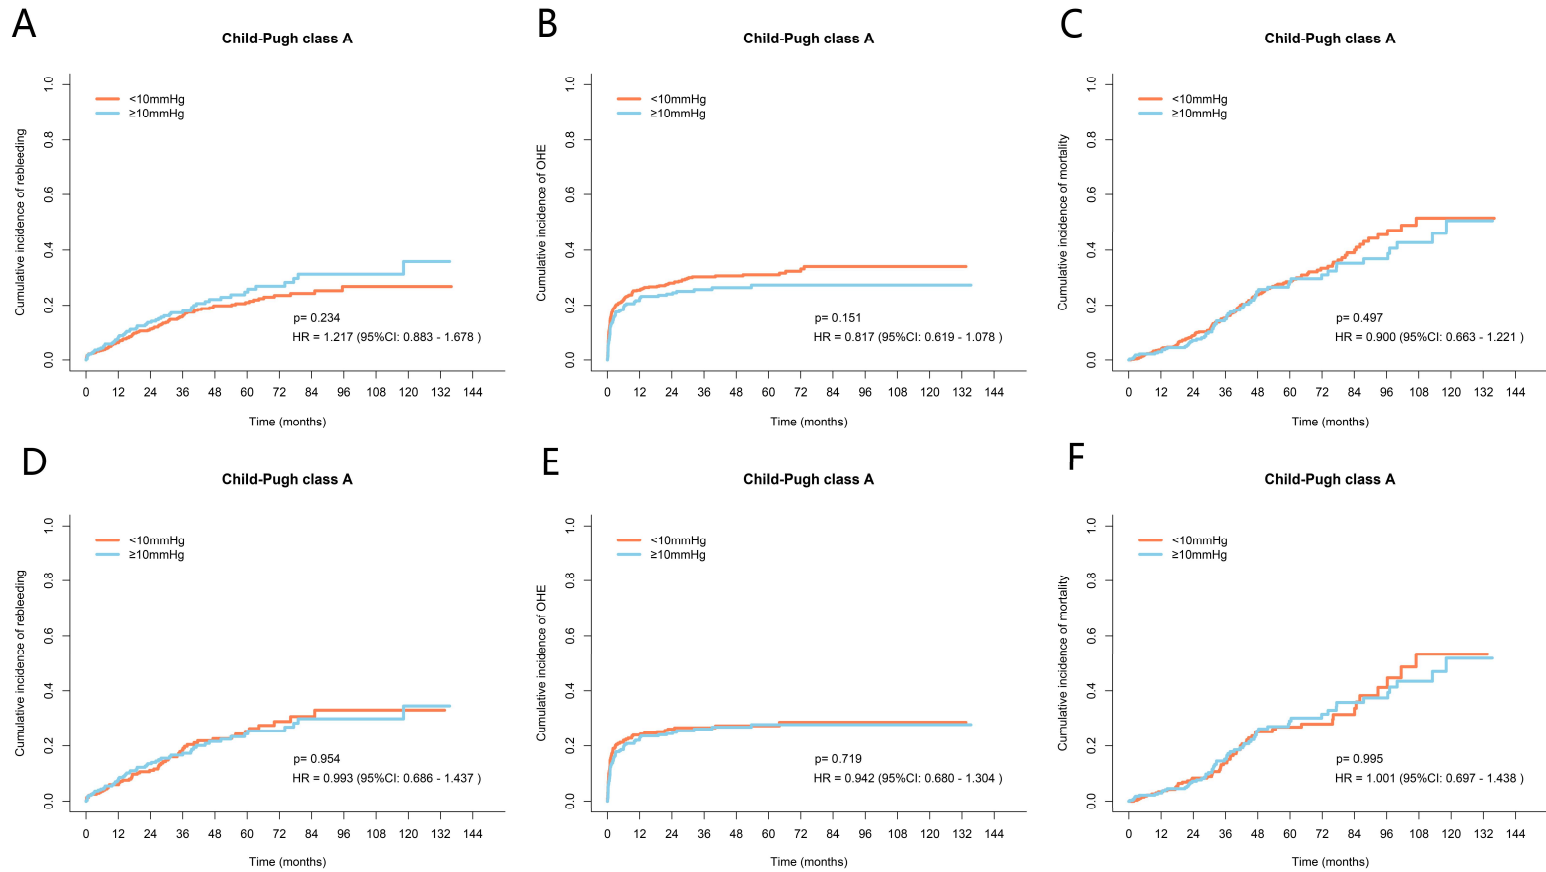 A
Child-Pugh class A
<10mmHg
≥10mmHg
Cumulative incidence of rebleeding
0.0 0.2 0.4 0.6 0.8 1.0
p= 0.234
HR = 1.217 (95%CI: 0.883 - 1.678 )
0 12 24 36 48 60 72 84 96 108 120 132 144
Time (months)
B
Child-Pugh class A
<10mmHg
≥10mmHg
Cumulative incidence of OHE
0.0 0.2 0.4 0.6 0.8 1.0
p= 0.151
HR = 0.817 (95%CI: 0.619 - 1.078 )
0 12 24 36 48 60 72 84 96 108 120 132 144
Time (months)
C
Child-Pugh class A
<10mmHg
≥10mmHg
Cumulative incidence of mortality
0.0 0.2 0.4 0.6 0.8 1.0
p= 0.497
HR = 0.900 (95%CI: 0.663 - 1.221 )
0 12 24 36 48 60 72 84 96 108 120 132 144
Time (months)
D
Child-Pugh class A
<10mmHg
≥10mmHg
Cumulative incidence of rebleeding
0.0 0.2 0.4 0.6 0.8 1.0
p= 0.954
HR = 0.993 (95%CI: 0.686 - 1.437 )
0 12 24 36 48 60 72 84 96 108 120 132 144
Time (months)
E
Child-Pugh class A
<10mmHg
≥10mmHg
Cumulative incidence of OHE
0.0 0.2 0.4 0.6 0.8 1.0
p= 0.719
HR = 0.942 (95%CI: 0.680 - 1.304 )
0 12 24 36 48 60 72 84 96 108 120 132 144
Time (months)
F
Child-Pugh class A
<10mmHg
≥10mmHg
Cumulative incidence of mortality
0.0 0.2 0.4 0.6 0.8 1.0
p= 0.995
HR = 1.001 (95%CI: 0.697 - 1.438 )
0 12 24 36 48 60 72 84 96 108 120 132 144
Time (months)